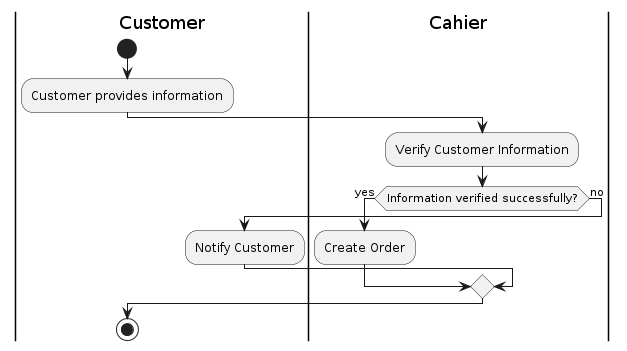 Customer
Cahier
Customer provides information
Verify Customer Information
yes
Information verified successfully?
no
Notify Customer
Create Order